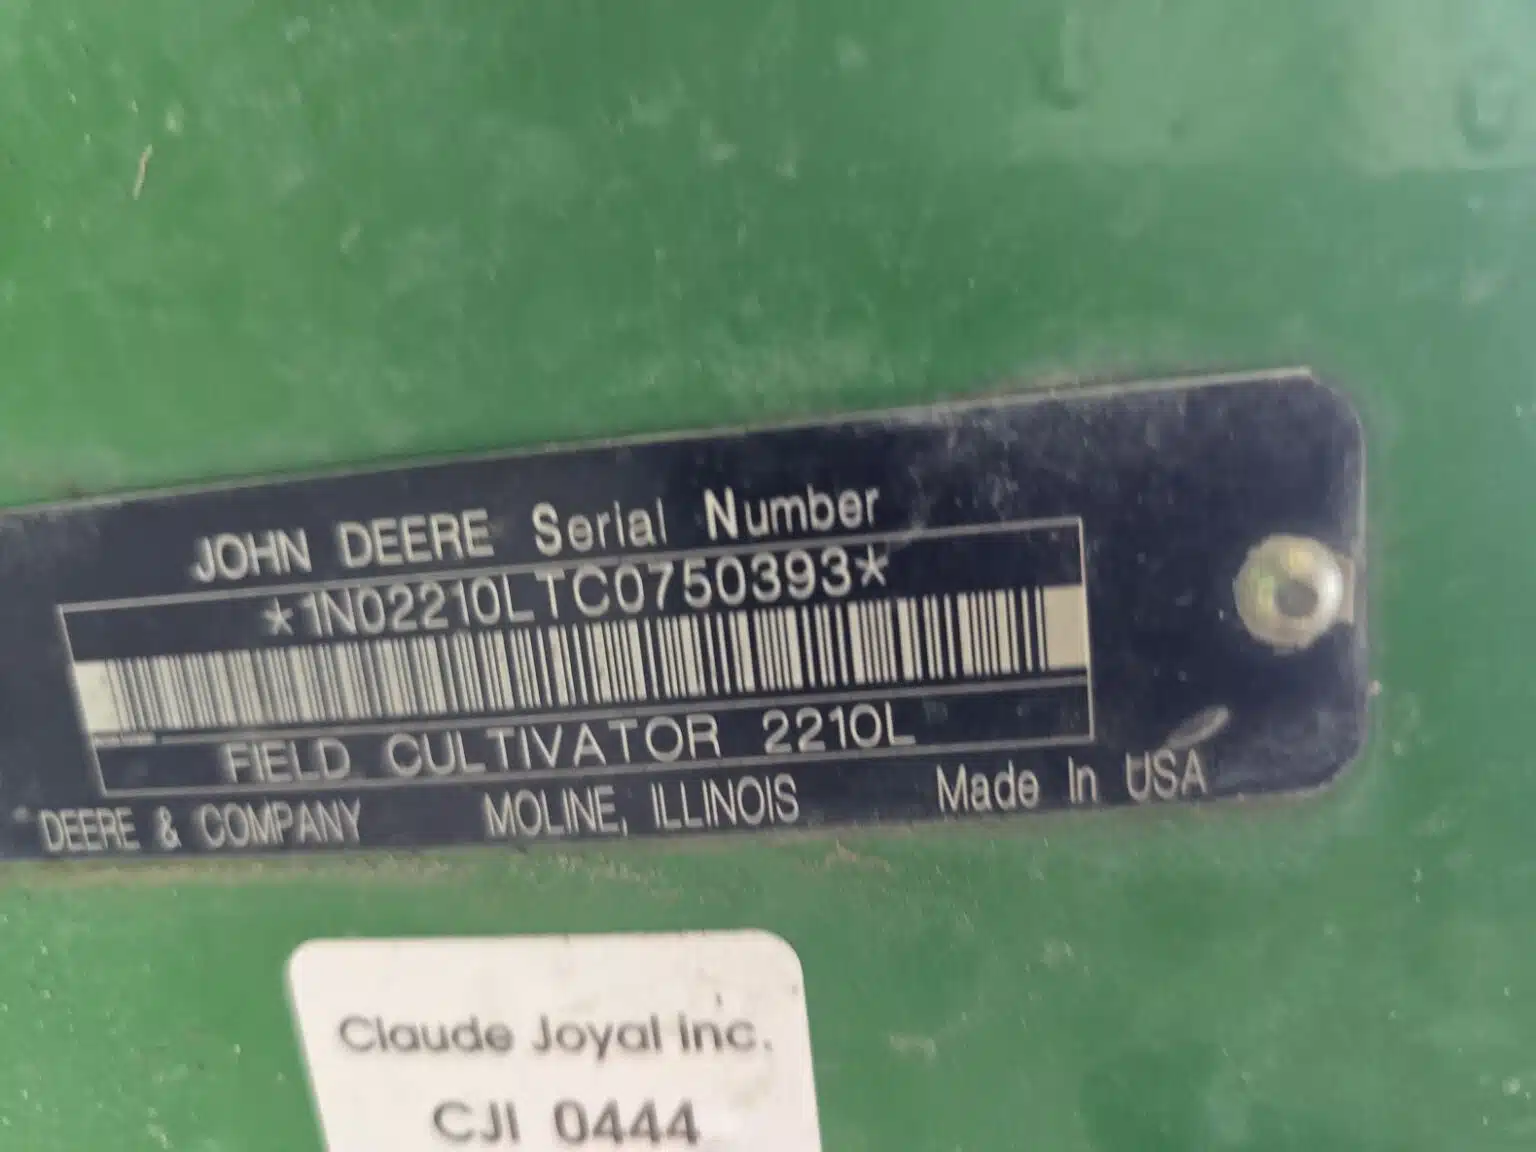 JOHN DEERE Serial Number
*1N02210LTC0750393*
FIELD CULTIVATOR 2210L
DEERE & COMPANY MOLINE, ILLINOIS Made In USA
Claude Joyal inc.
CJI 0444